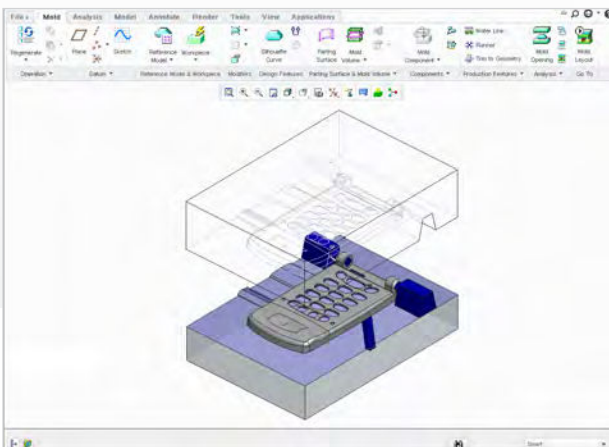 File Mold Analysis Model Annotate Render Tools View Applications
Regenerate
Plane
Sketch
Reference Model
Workpiece
Silhouette Curve
Parting Surface
Mold Volume
Mold Component
Water Line
Runner
Trim to Geometry
Mold Opening
Mold Layout
Operation Datum Reference Model & Workpiece Modifiers Design Features Parting Surface & Mold Volume Components Production Features Analysis Go To
Smart